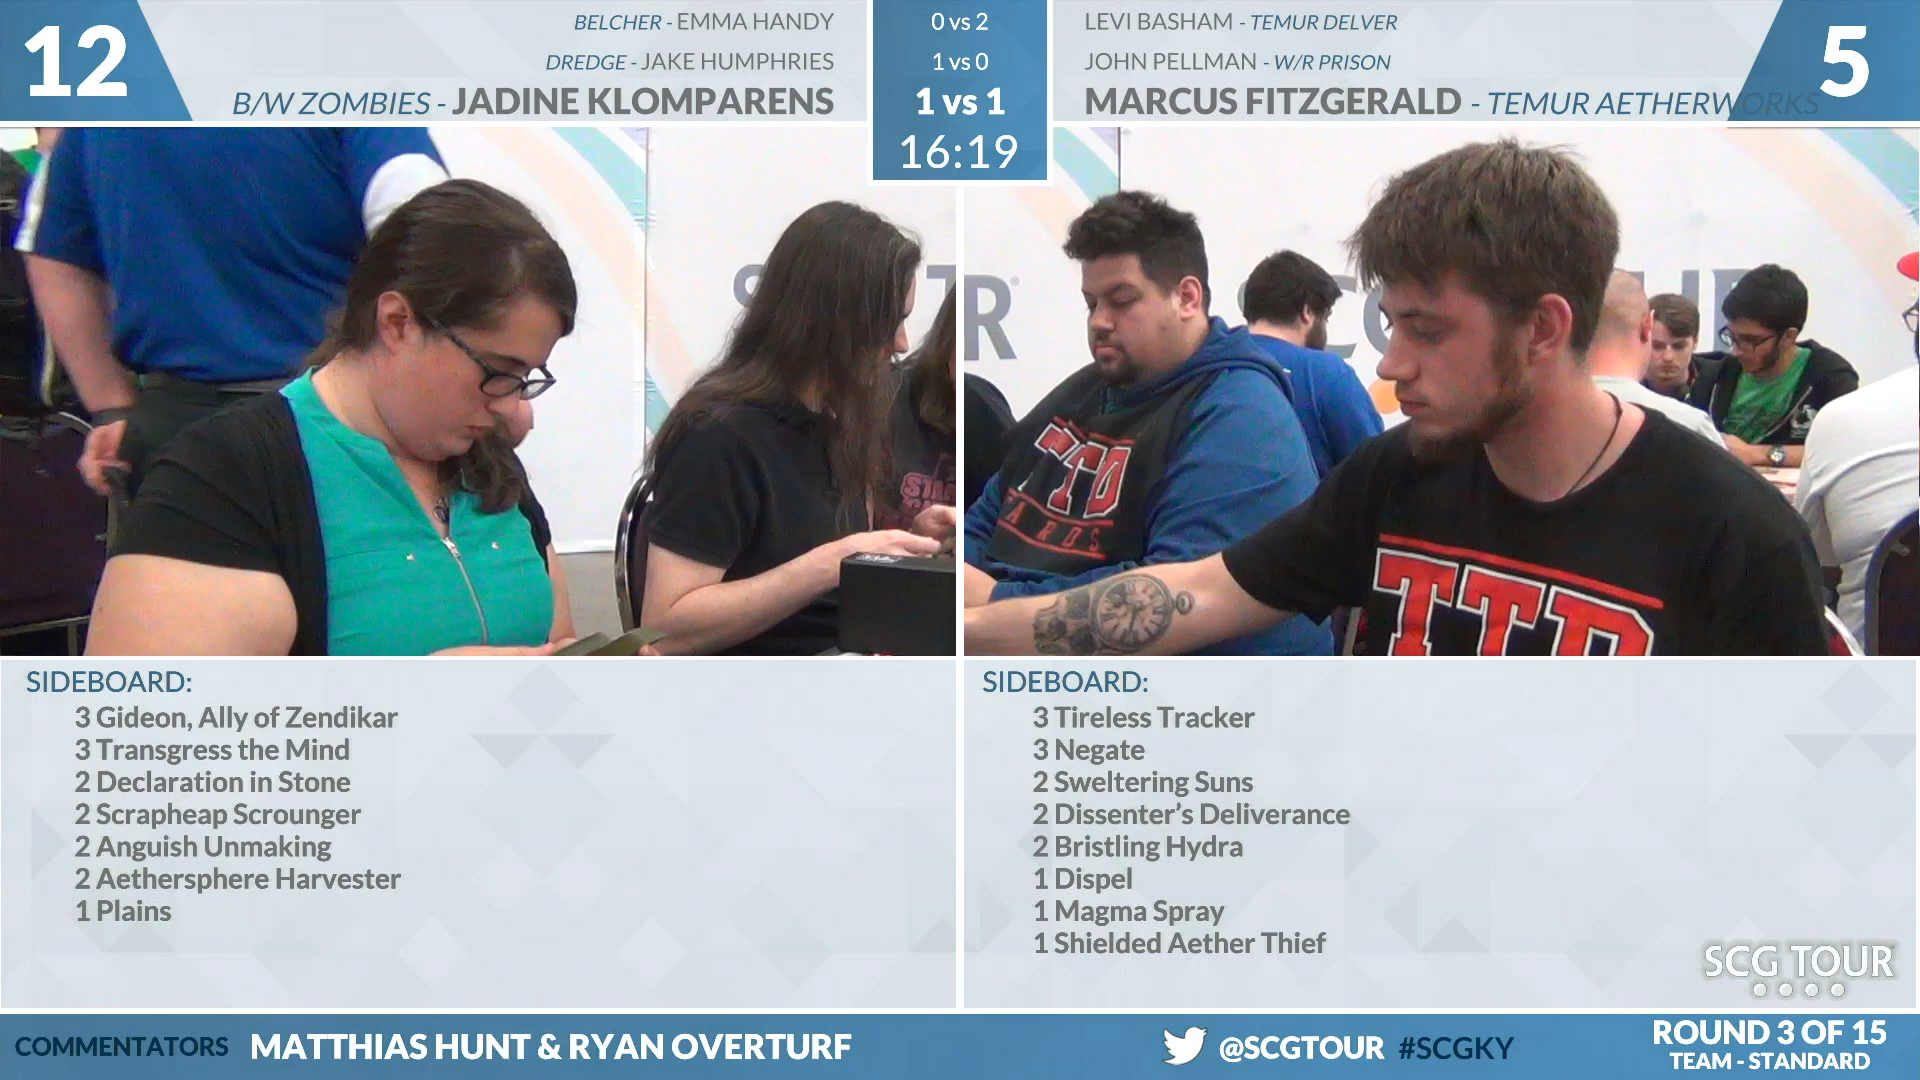 12
BELCHER - EMMA HANDY
DREDGE - JAKE HUMPHRIES
B/W ZOMBIES - JADINE KLOMPARENS
0 vs 2
1 vs 0
1 vs 1
16:19
LEVI BASHAM - TEMUR DELVER
JOHN PELLMAN - W/R PRISON
MARCUS FITZGERALD - TEMUR AETHERWORKS
5
TTD
TTD
SIDEBOARD:
3 Gideon, Ally of Zendikar
3 Transgress the Mind
2 Declaration in Stone
2 Scrapheap Scrounger
2 Anguish Unmaking
2 Aethersphere Harvester
1 Plains
SIDEBOARD:
3 Tireless Tracker
3 Negate
2 Sweltering Suns
2 Dissenter's Deliverance
2 Bristling Hydra
1 Dispel
1 Magma Spray
1 Shielded Aether Thief
SCG TOUR
COMMENTATORS MATTHIAS HUNT & RYAN OVERTURF
@SCGTOUR #SCGKY
ROUND 3 OF 15
TEAM - STANDARD